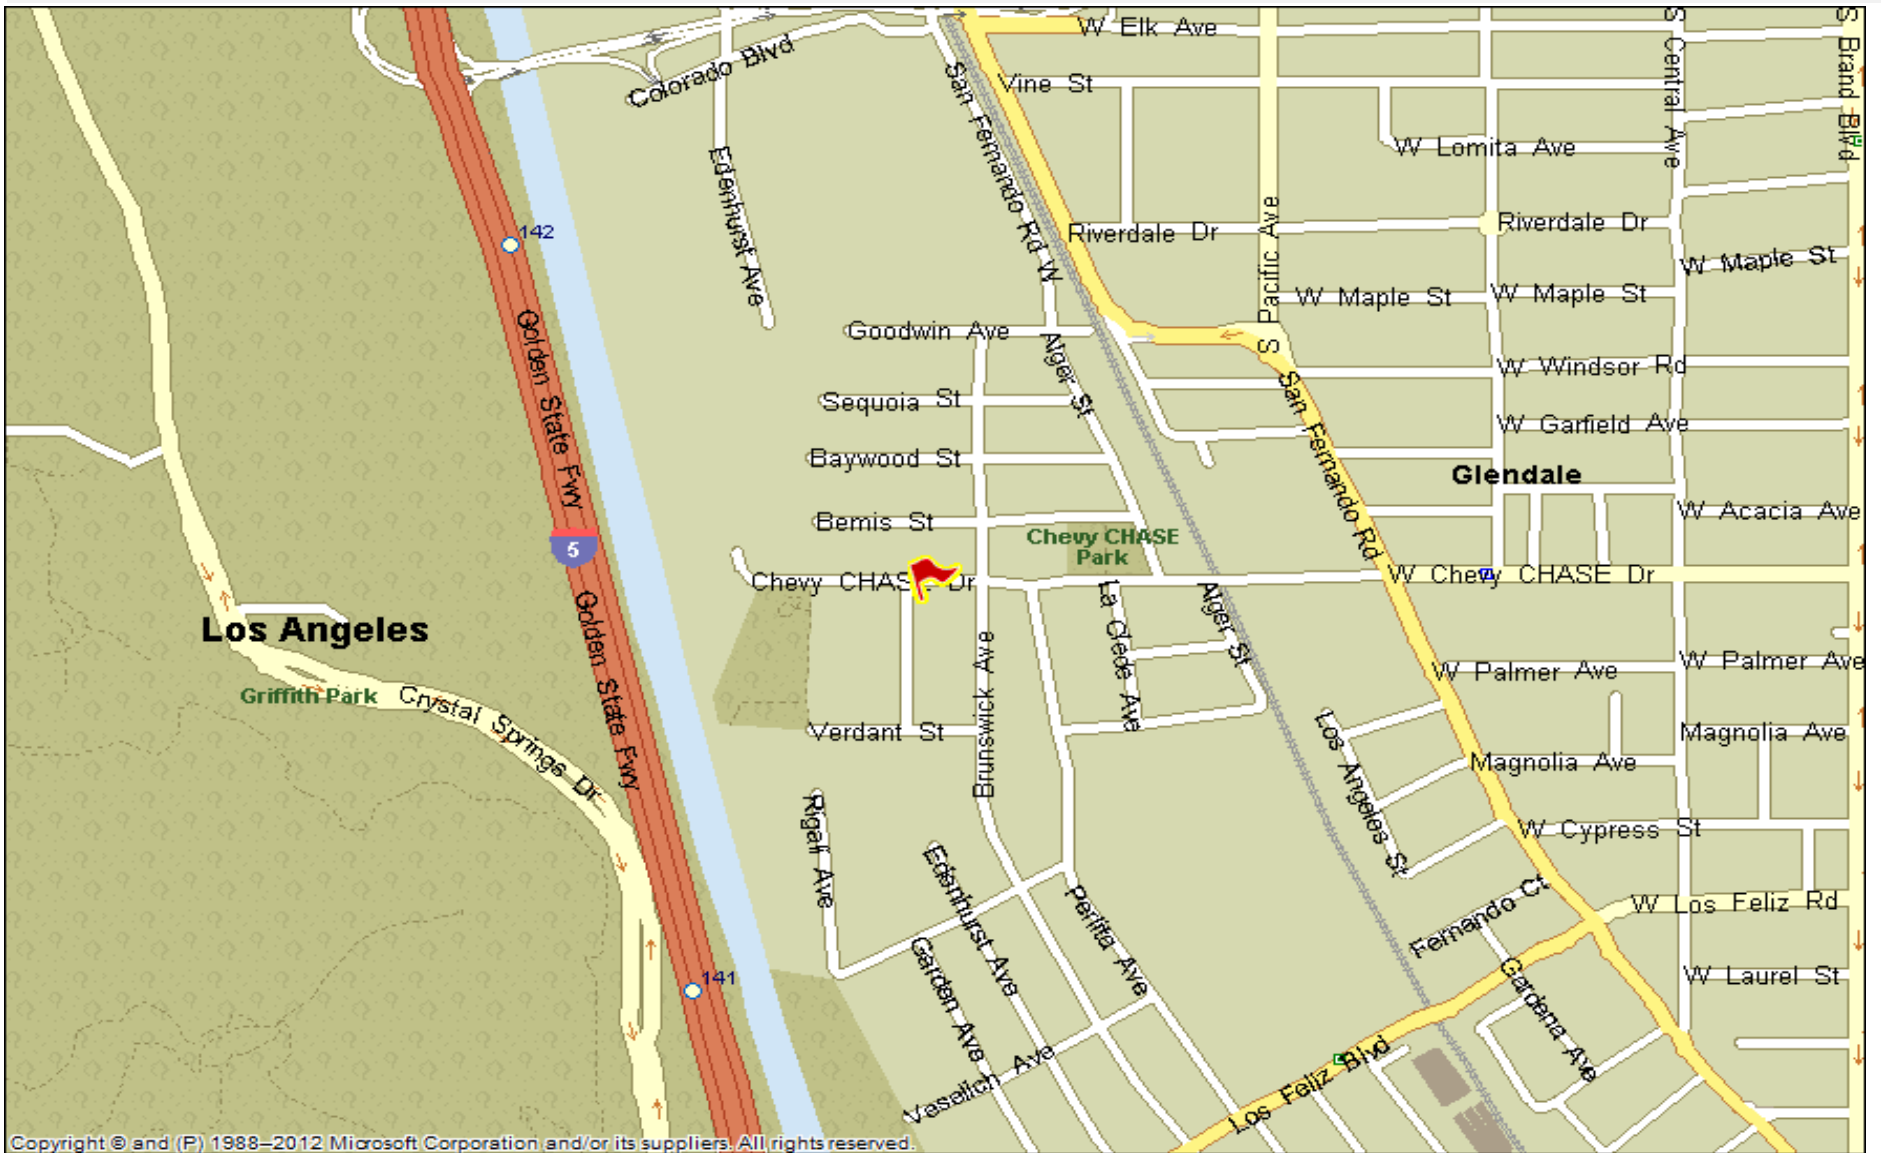 W Elk Ave
S
S
Colorado Blvd
San Fernando Rd W
Vine St
Central Ave
Brand Blvd
W Lomita Ave
Edenhurst Ave
142
Riverdale Dr
S Pacific Ave
Riverdale Dr
W Maple St
W Maple St
W Maple St
Golden State Fwy
Goodwin Ave
Alger St
W Windsor Rd
San Fernando Rd
Sequoia St
W Garfield Ave
Baywood St
Glendale
Bemis St
W Acacia Ave
Chevy CHASE
Park
5
Chevy CHASE Dr
W Chevy CHASE Dr
La Clede Ave
Alger St
Golden State Fwy
Los Angeles
Brunswick Ave
W Palmer Ave
W Palmer Ave
Griffith Park
Crystal Springs Dr
Verdant St
Los Angeles St
Magnolia Ave
Magnolia Ave
Rigali Ave
W Cypress St
Edenhurst Ave
Perlita Ave
Fernando Ct
W Los Feliz Rd
Garden Ave
Gardena Ave
W Laurel St
141
Veselich Ave
Los Feliz Blvd
Copyright © and (P) 1988–2012 Microsoft Corporation and/or its suppliers. All rights reserved.